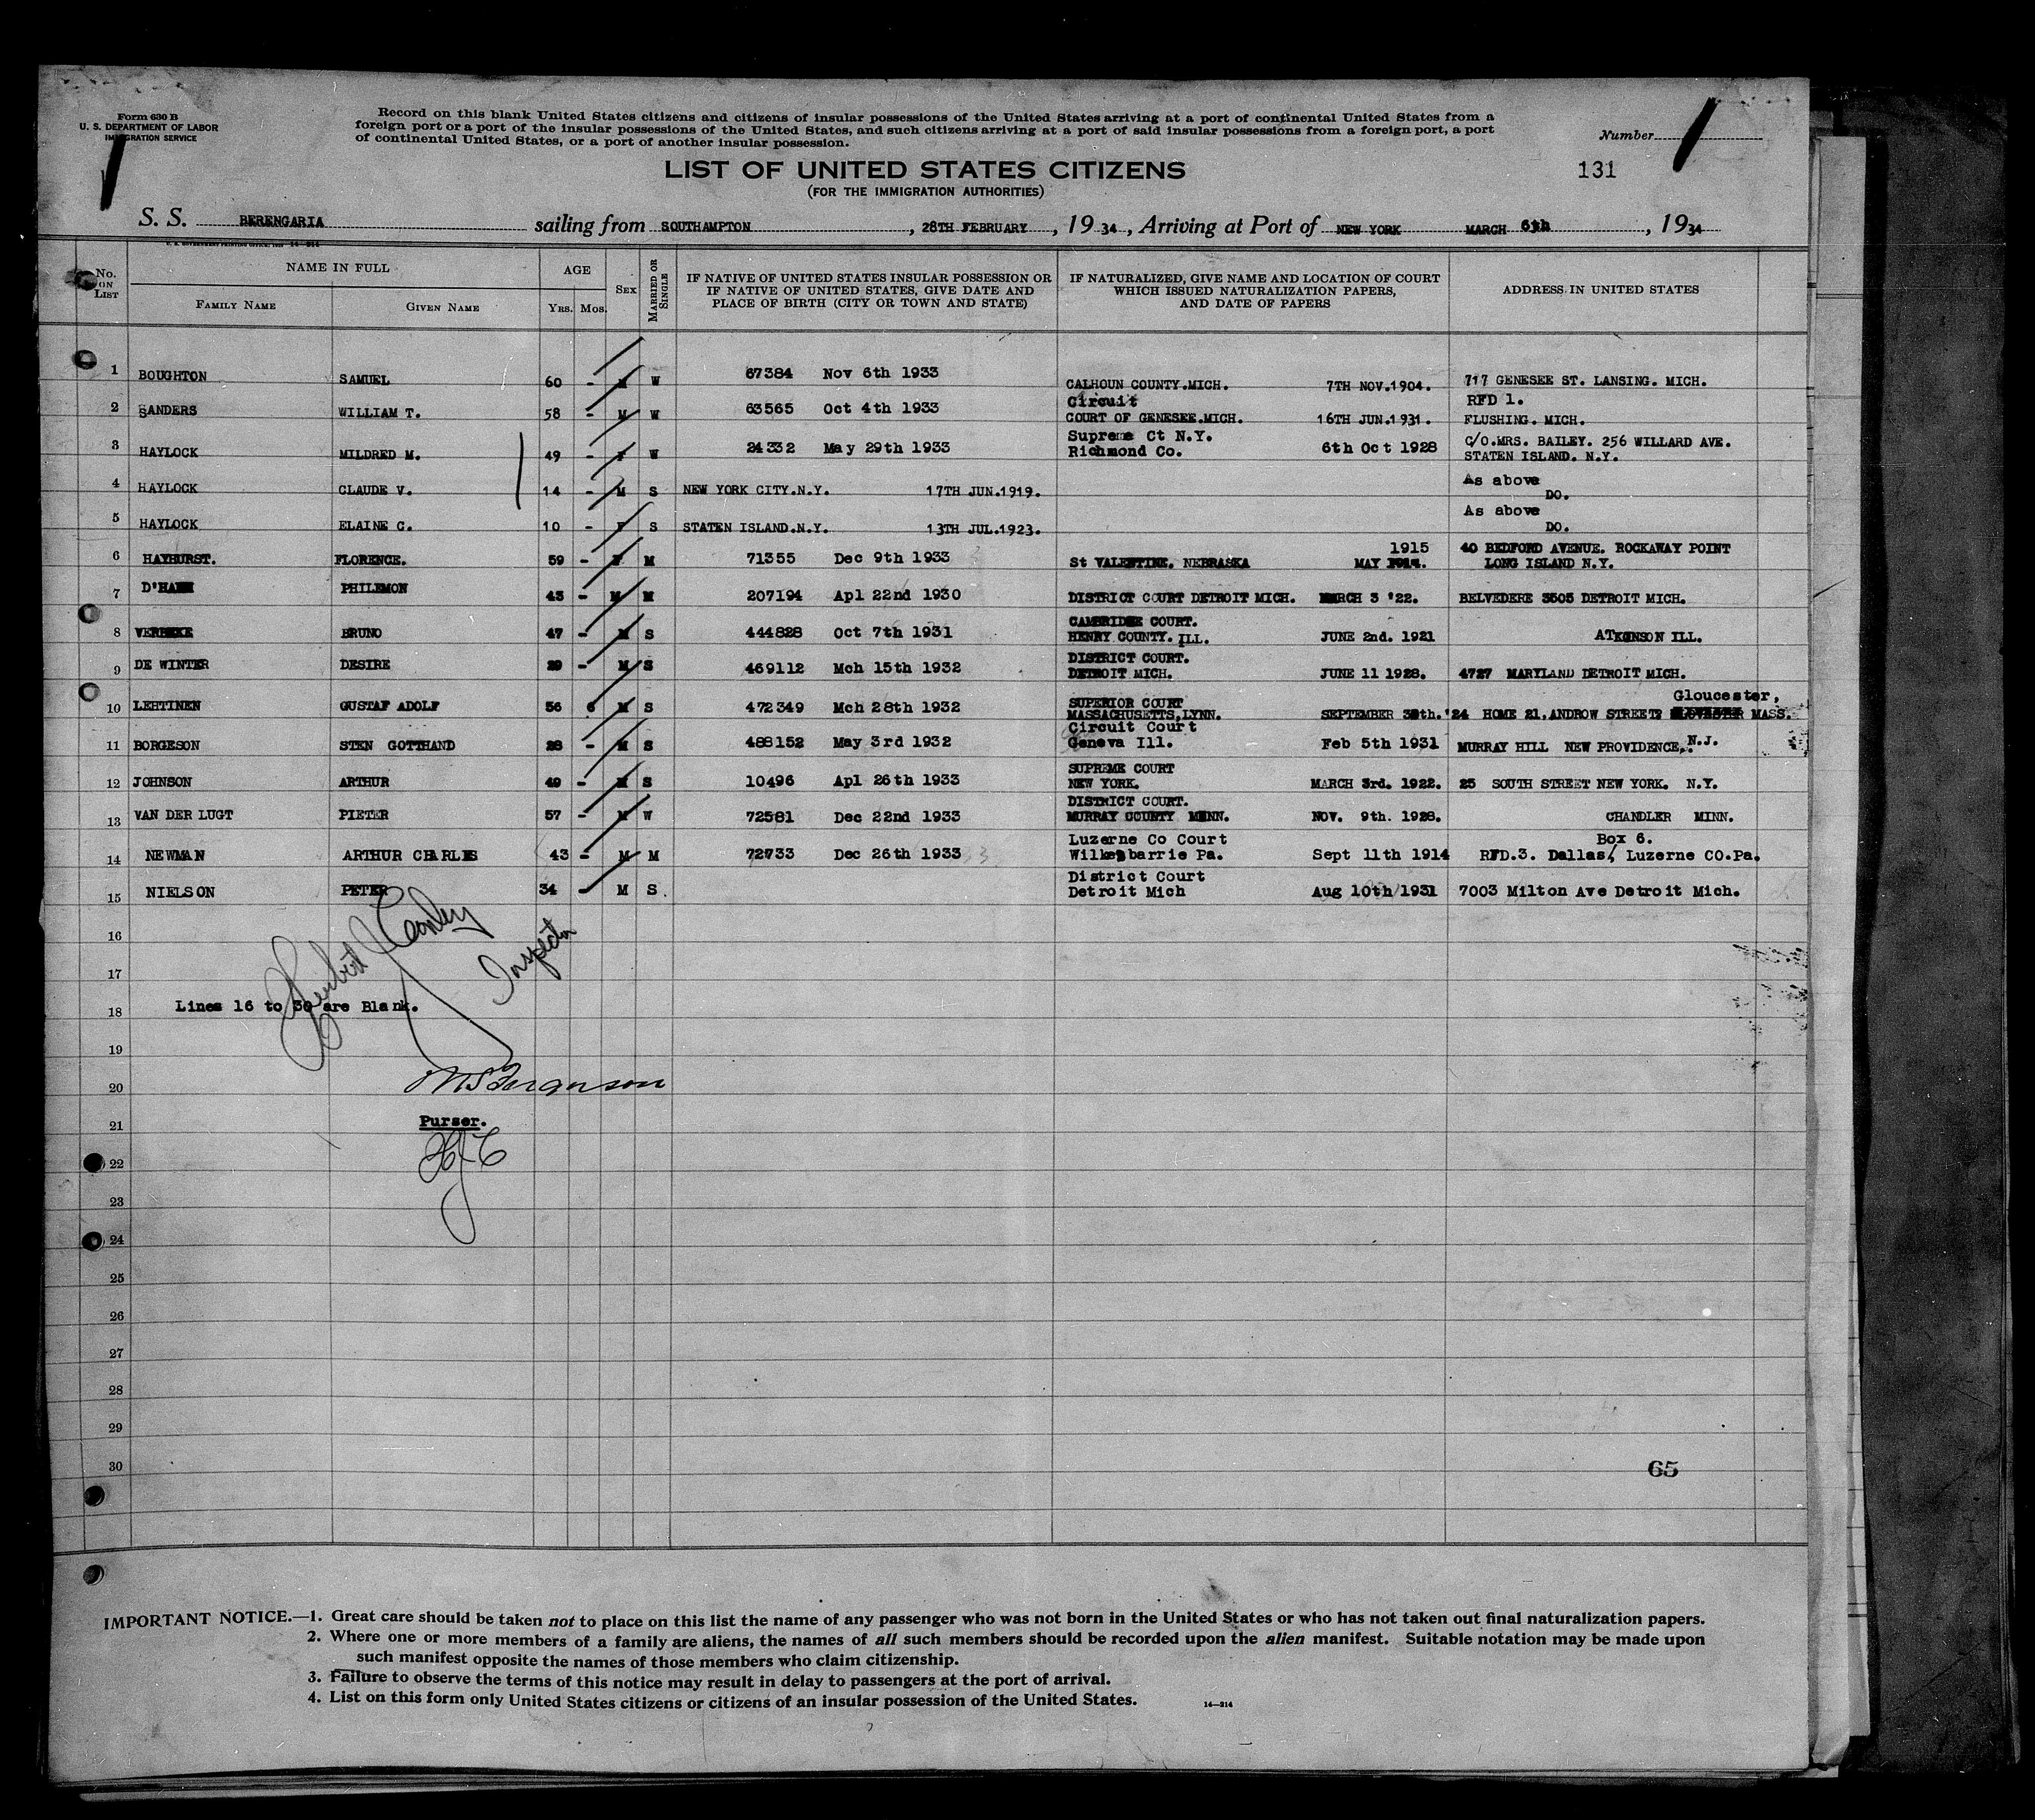 Form 630 B
U. S. DEPARTMENT OF LABOR
IMMIGRATION SERVICE
Record on this blank United States citizens and citizens of insular possessions of the United States arriving at a port of continental United States from a
foreign port or a port of the insular possessions of the United States, and such citizens arriving at a port of said insular possessions from a foreign port, a port
of continental United States, or a port of another insular possession.
Number
LIST OF UNITED STATES CITIZENS
(FOR THE IMMIGRATION AUTHORITIES)
131
S. S. BERENGARIA sailing from SOUTHAMPTON, 28TH FEBRUARY, 1934, Arriving at Port of NEW YORK MARCH 6th, 1934
No. ON LIST
NAME IN FULL
FAMILY NAME GIVEN NAME
AGE
YRS. MOS.
SEX
MARRIED OR SINGLE
IF NATIVE OF UNITED STATES INSULAR POSSESSION OR
IF NATIVE OF UNITED STATES, GIVE DATE AND
PLACE OF BIRTH (CITY OR TOWN AND STATE)
IF NATURALIZED, GIVE NAME AND LOCATION OF COURT
WHICH ISSUED NATURALIZATION PAPERS,
AND DATE OF PAPERS
ADDRESS IN UNITED STATES
1 BOUGHTON SAMUEL 60 - M W 67384 Nov 6th 1933 CALHOUN COUNTY.MICH. 7TH NOV.1904. 717 GENESEE ST. LANSING. MICH.
2 SANDERS WILLIAM T. 58 - M W 63565 Oct 4th 1933 Circuit COURT OF GENESEE.MICH. 16TH JUN.1931. RFD 1. FLUSHING. MICH.
3 HAYLOCK MILDRED M. 49 - F W 24332 May 29th 1933 Supreme Ct N.Y. Richmond Co. 6th Oct 1928 C/O.MRS. BAILEY. 256 WILLARD AVE. STATEN ISLAND. N.Y.
4 HAYLOCK CLAUDE V. 14 - M S NEW YORK CITY.N.Y. 17TH JUN.1919. As above DO.
5 HAYLOCK ELAINE C. 10 - F S STATEN ISLAND.N.Y. 13TH JUL.1923. As above DO.
6 HAYHURST. FLORENCE. 59 - F M 71355 Dec 9th 1933 St VALENTINE. NEBRASKA MAY 1915 40 BEDFORD AVENUE. ROCKAWAY POINT LONG ISLAND N.Y.
7 PHILEMON 43 - M M 207194 Apl 22nd 1930 DISTRICT COURT DETROIT MICH. MARCH 3 '22. BELVEDERE 3505 DETROIT MICH.
8 BRUNO 47 - M S 444828 Oct 7th 1931 CAMBRIDGE COURT. HENRY COUNTY. ILL. JUNE 2nd. 1921 ATKONSON ILL.
9 DE WINTER DESIRE 29 - M S 469112 Mch 15th 1932 DISTRICT COURT. DETROIT MICH. JUNE 11 1928. 4727 MARYLAND DETROIT MICH.
10 LEHTINEN GUSTAF ADOLF 56 6 M S 472349 Mch 28th 1932 SUPERIOR COURT MASSACHUSETTS,LYNN. SEPTEMBER '24 HOME 21,ANDROW STREET Gloucester, MASS.
11 BORGESON STEN GOTTHAND 28 - M S 488152 May 3rd 1932 Circuit Court Geneva Ill. Feb 5th 1931 MURRAY HILL NEW PROVIDENCE, N.J.
12 JOHNSON ARTHUR 49 - M S 10496 Apl 26th 1933 SUPREME COURT NEW YORK. MARCH 3rd. 1922. 25 SOUTH STREET NEW YORK. N.Y.
13 VAN DER LUGT PIETER 57 - M W 72581 Dec 22nd 1933 DISTRICT COURT. MURRAY COUNTY MINN. NOV. 9th. 1928. CHANDLER MINN.
14 NEWMAN ARTHUR CHARLES 43 - M M 72733 Dec 26th 1933 Luzerne Co Court Wilkesbarrie Pa. Sept 11th 1914 Box 6. RFD.3. Dallas, Luzerne CO.Pa.
15 NIELSON PETER 34 - M S District Court Detroit Mich Aug 10th 1931 7003 Milton Ave Detroit Mich.
16
17
18 Lines 16 to 30 are Blank.
Inspector
19
20
21 Purser.
HJC
22
23
24
25
26
27
28
29
30
65
IMPORTANT NOTICE.—1. Great care should be taken not to place on this list the name of any passenger who was not born in the United States or who has not taken out final naturalization papers.
2. Where one or more members of a family are aliens, the names of all such members should be recorded upon the alien manifest. Suitable notation may be made upon
such manifest opposite the names of those members who claim citizenship.
3. Failure to observe the terms of this notice may result in delay to passengers at the port of arrival.
4. List on this form only United States citizens or citizens of an insular possession of the United States.
14—214